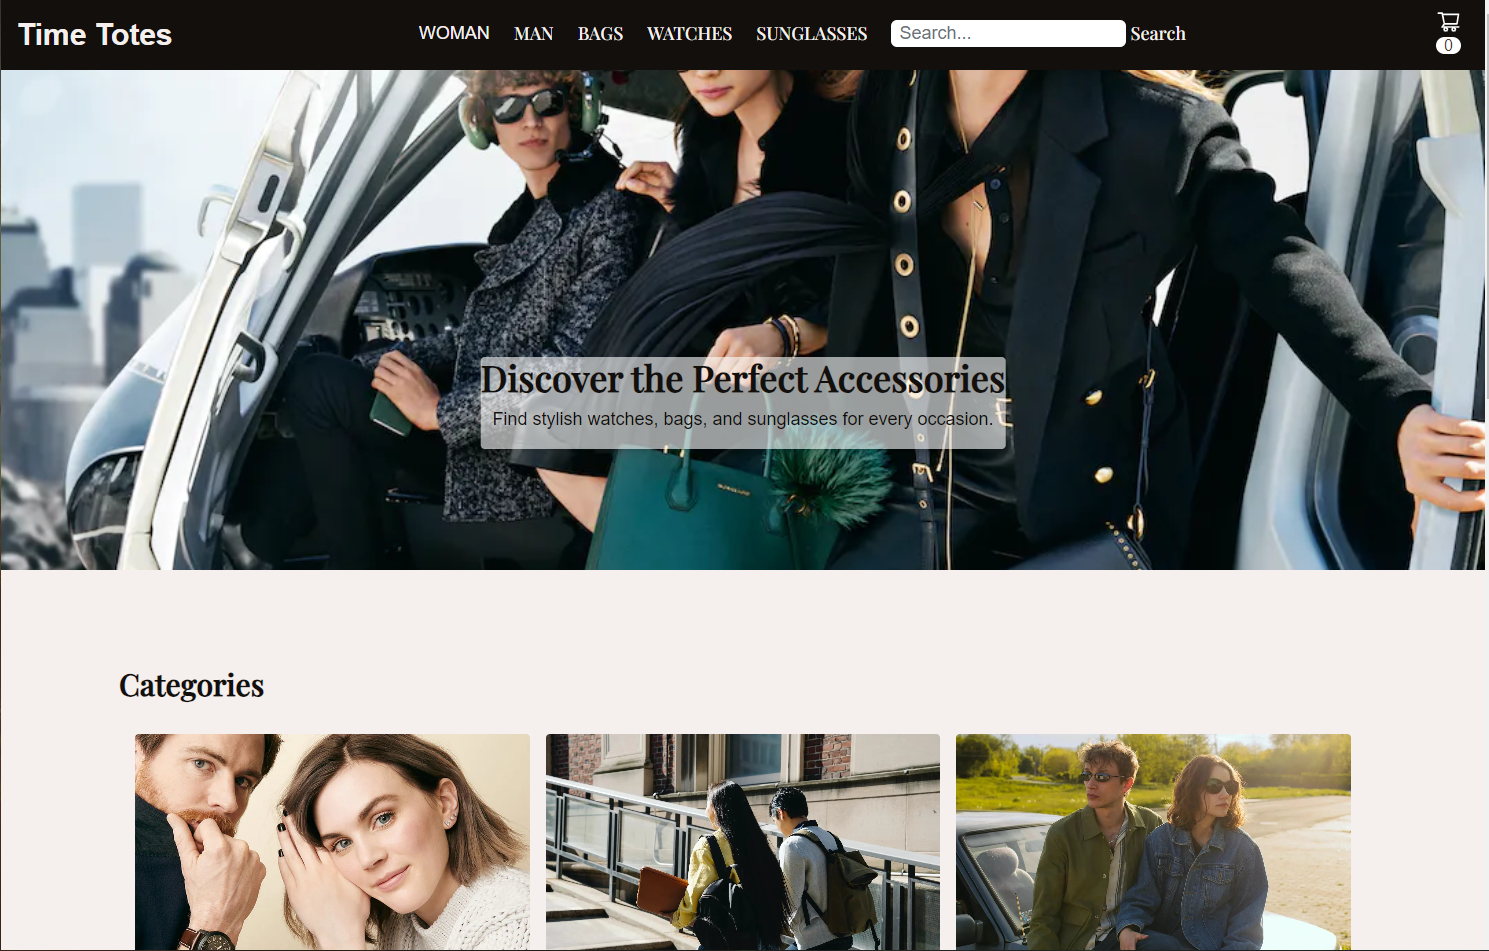 Time Totes
WOMAN MAN BAGS WATCHES SUNGLASSES Search... Search
0
Discover the Perfect Accessories
Find stylish watches, bags, and sunglasses for every occasion.
Categories